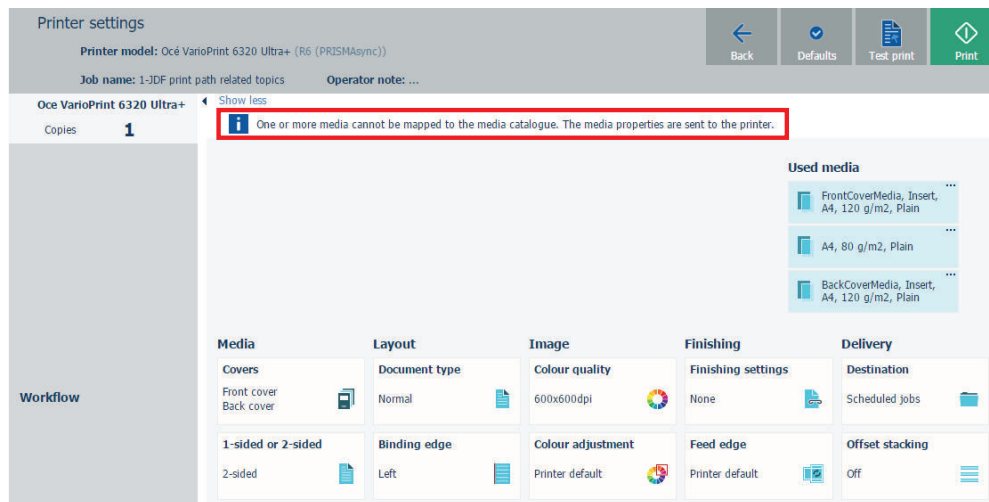 Printer settings
Printer model: Océ VarioPrint 6320 Ultra+ (R6 (PRISMAsync))
Job name: 1-JDF print path related topics Operator note: ...
Back
Defaults
Test print
Print
Oce VarioPrint 6320 Ultra+
Copies 1
Show less
i One or more media cannot be mapped to the media catalogue. The media properties are sent to the printer.
Used media
FrontCoverMedia, Insert,
A4, 120 g/m2, Plain
...
A4, 80 g/m2, Plain
...
BackCoverMedia, Insert,
A4, 120 g/m2, Plain
...
Workflow
Media
Covers
Front cover
Back cover
1-sided or 2-sided
2-sided
Layout
Document type
Normal
Binding edge
Left
Image
Colour quality
600x600dpi
Colour adjustment
Printer default
Finishing
Finishing settings
None
Feed edge
Printer default
Delivery
Destination
Scheduled jobs
Offset stacking
Off